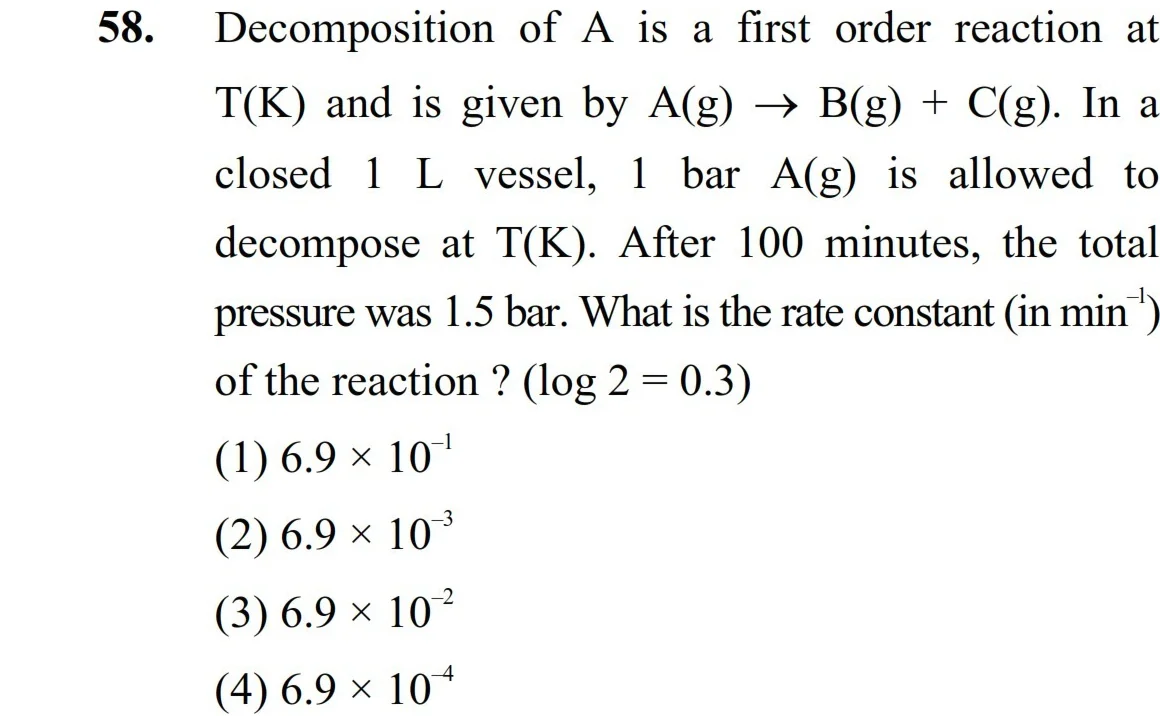 58. Decomposition of A is a first order reaction at
T(K) and is given by A(g) → B(g) + C(g). In a
closed 1 L vessel, 1 bar A(g) is allowed to
decompose at T(K). After 100 minutes, the total
pressure was 1.5 bar. What is the rate constant (in min⁻¹)
of the reaction ? (log 2 = 0.3)
(1) 6.9 × 10⁻¹
(2) 6.9 × 10⁻³
(3) 6.9 × 10⁻²
(4) 6.9 × 10⁻⁴